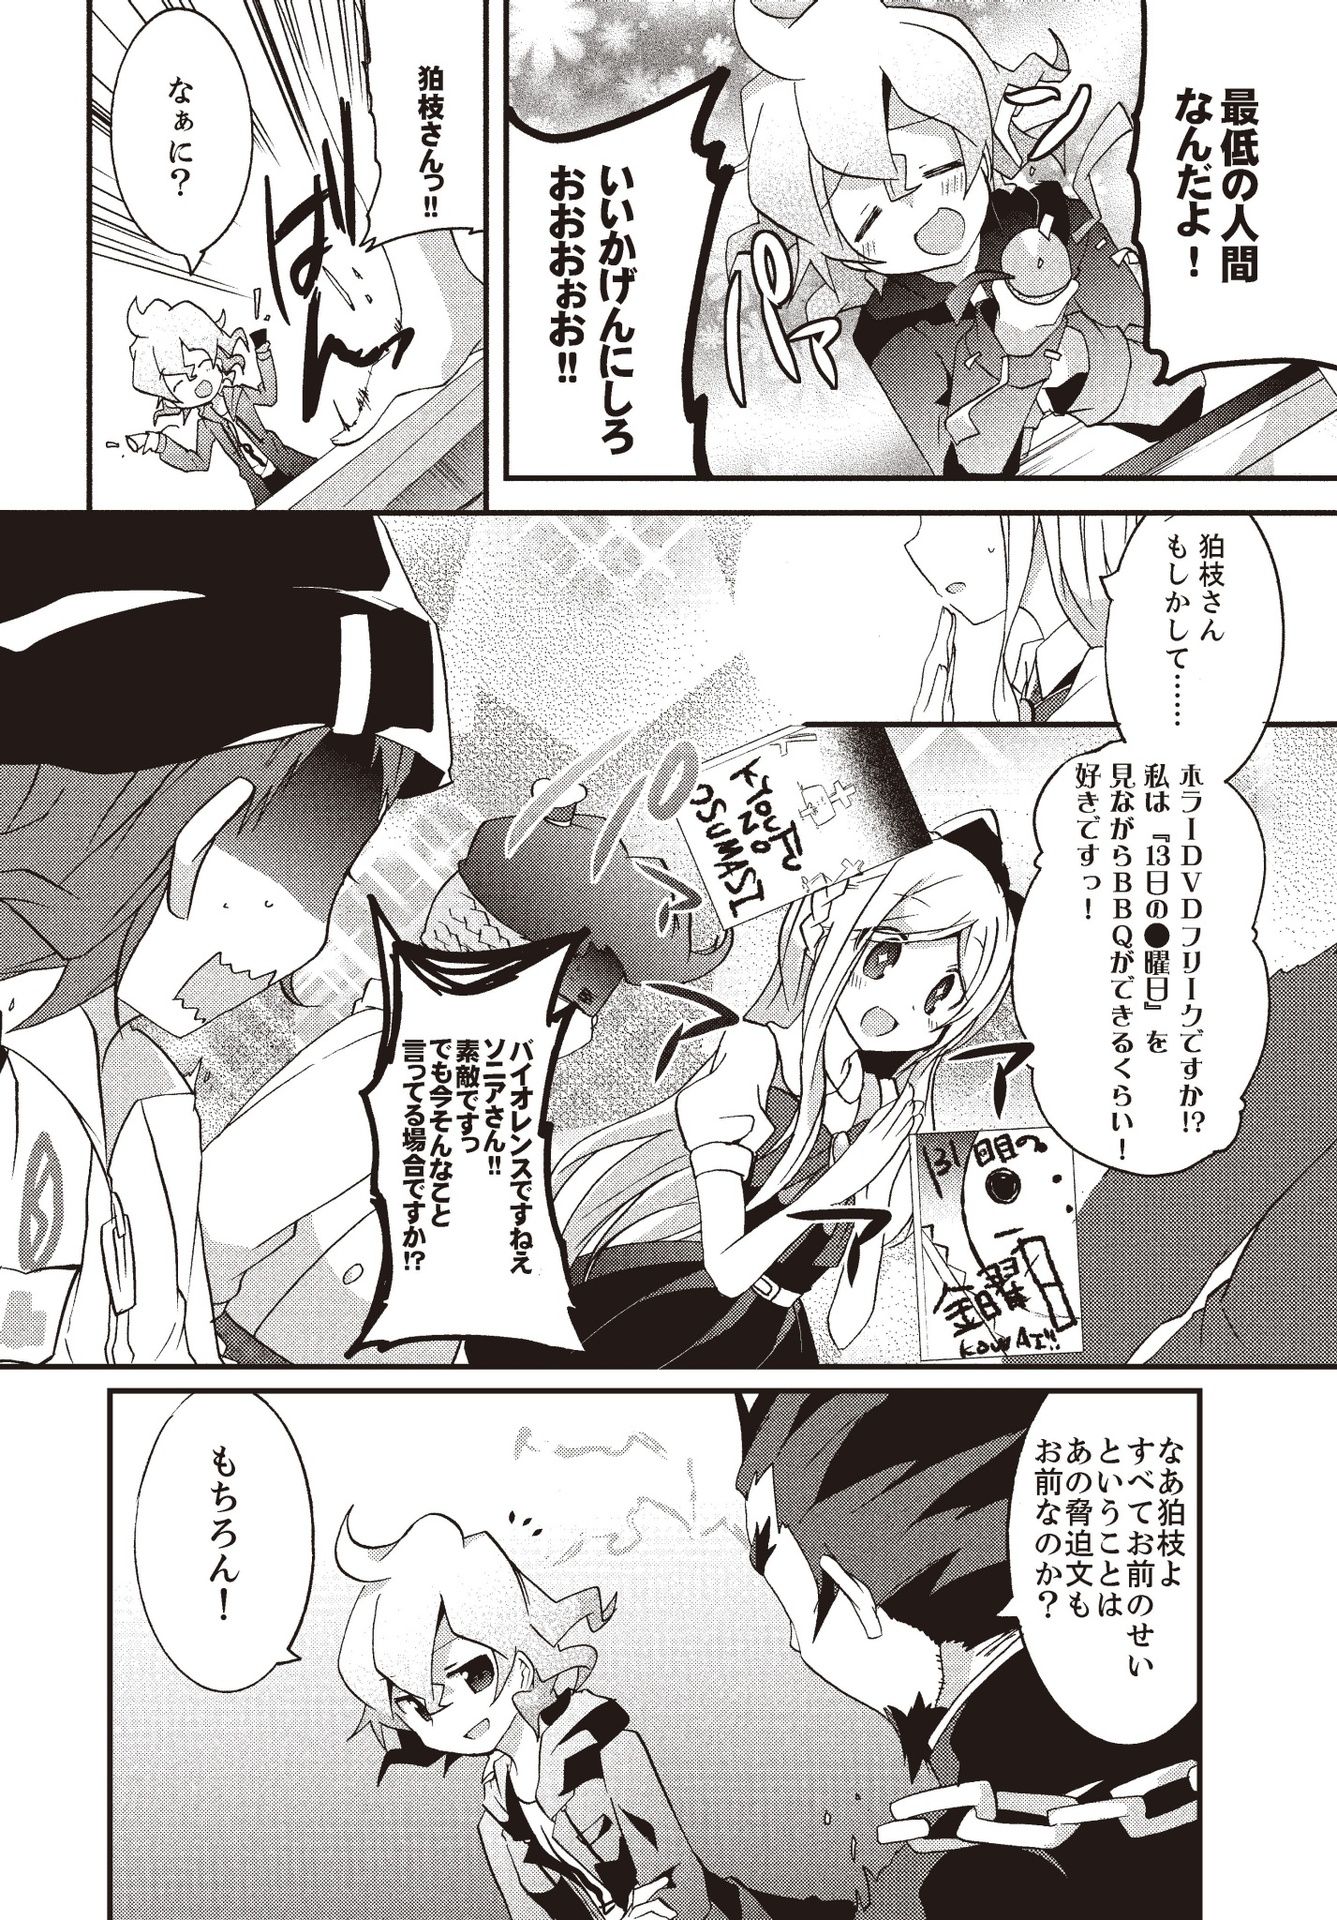 最低の人間
なんだよ！
パンパァマ
いいかげんにしろ
おおおぉお!!
狛枝さんっ!!
ばんっ
なぁに？
狛枝さん
もしかして……
ホラーDVDフリークですか!?
私は『13日の●曜日』を
見ながらBBQができるくらい！
好きですっ！
KYOUFU
NO
OSUMASI
13日目の
金曜日
KOWAI!!
バイオレンスですねえ
ソニアさん!!
素敵ですっ
でも今そんなこと
言ってる場合ですか!?
なあ狛枝よ
すべてお前のせい
ということは
あの脅迫文も
お前なのか？
もちろん！